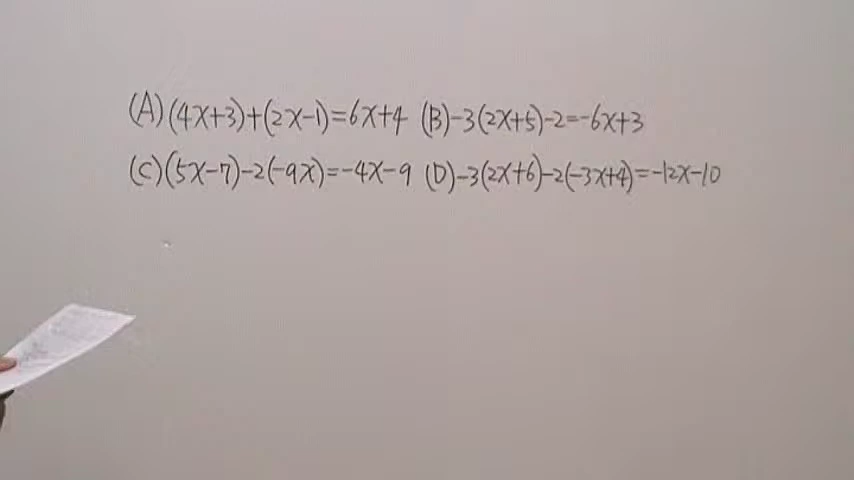 (A)(4x+3)+(2x-1)=6x+4 (B)-3(2x+5)-2=-6x+3
(C)(5x-7)-2(-9x)=-4x-9 (D)-3(2x+6)-2(-3x+4)=-12x-10